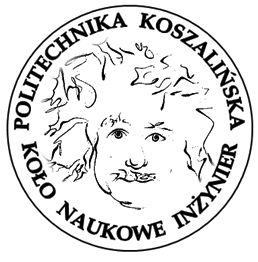 POLITECHNIKA KOSZALIŃSKA
KOŁO NAUKOWE INŻYNIER